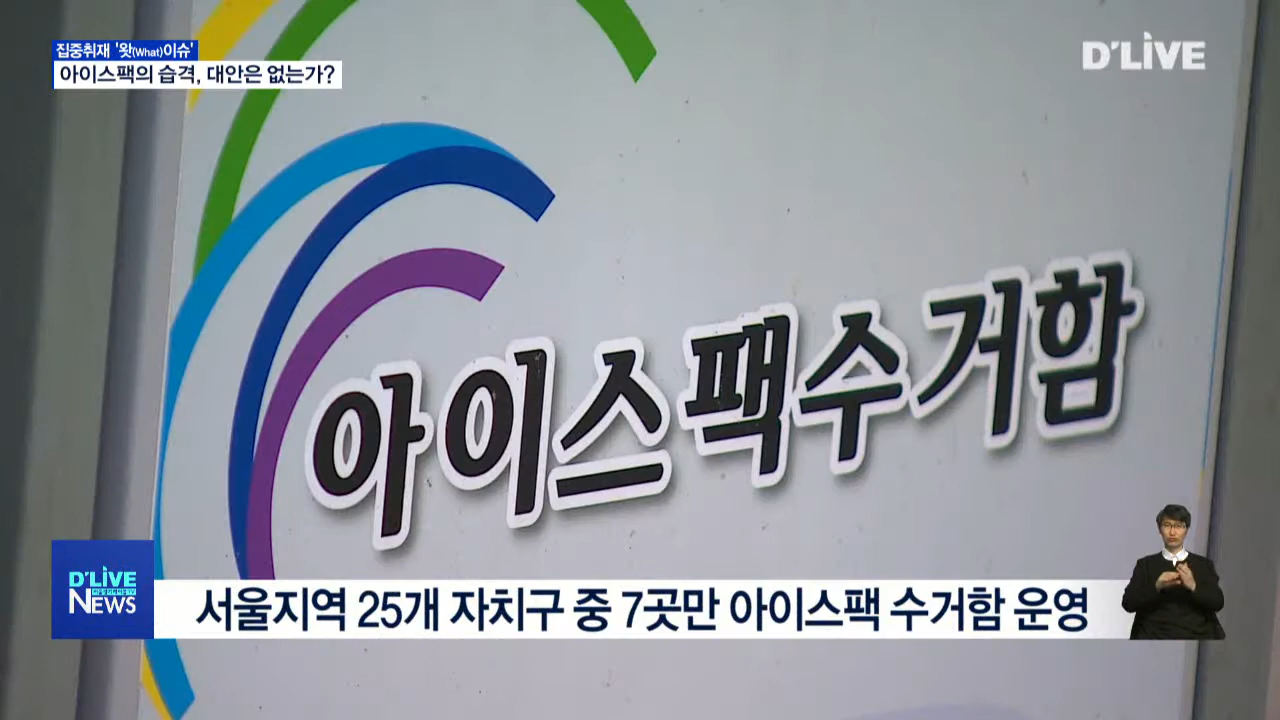 집중취재 '왓(What)이슈'
아이스팩의 습격, 대안은 없는가?
D'LIVE
아이스팩수거함
D'LIVE
NEWS
서울지역 25개 자치구 중 7곳만 아이스팩 수거함 운영